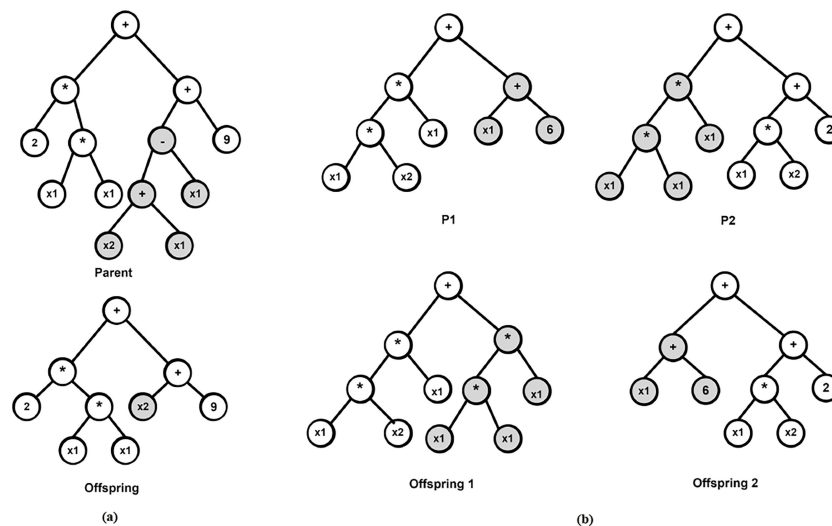 +
* +
2 * - 9
x1 x1 + x1
x2 x1
Parent
+
* +
2 * x2 9
x1 x1
Offspring
(a)
+
* +
* x1 x1 6
x1 x2
P1
+
* +
* x1 * 2
x1 x1 x1 x2
P2
+
* *
* x1 * x1
x1 x2 x1 x1
Offspring 1
+
+ +
x1 6 * 2
x1 x2
Offspring 2
(b)